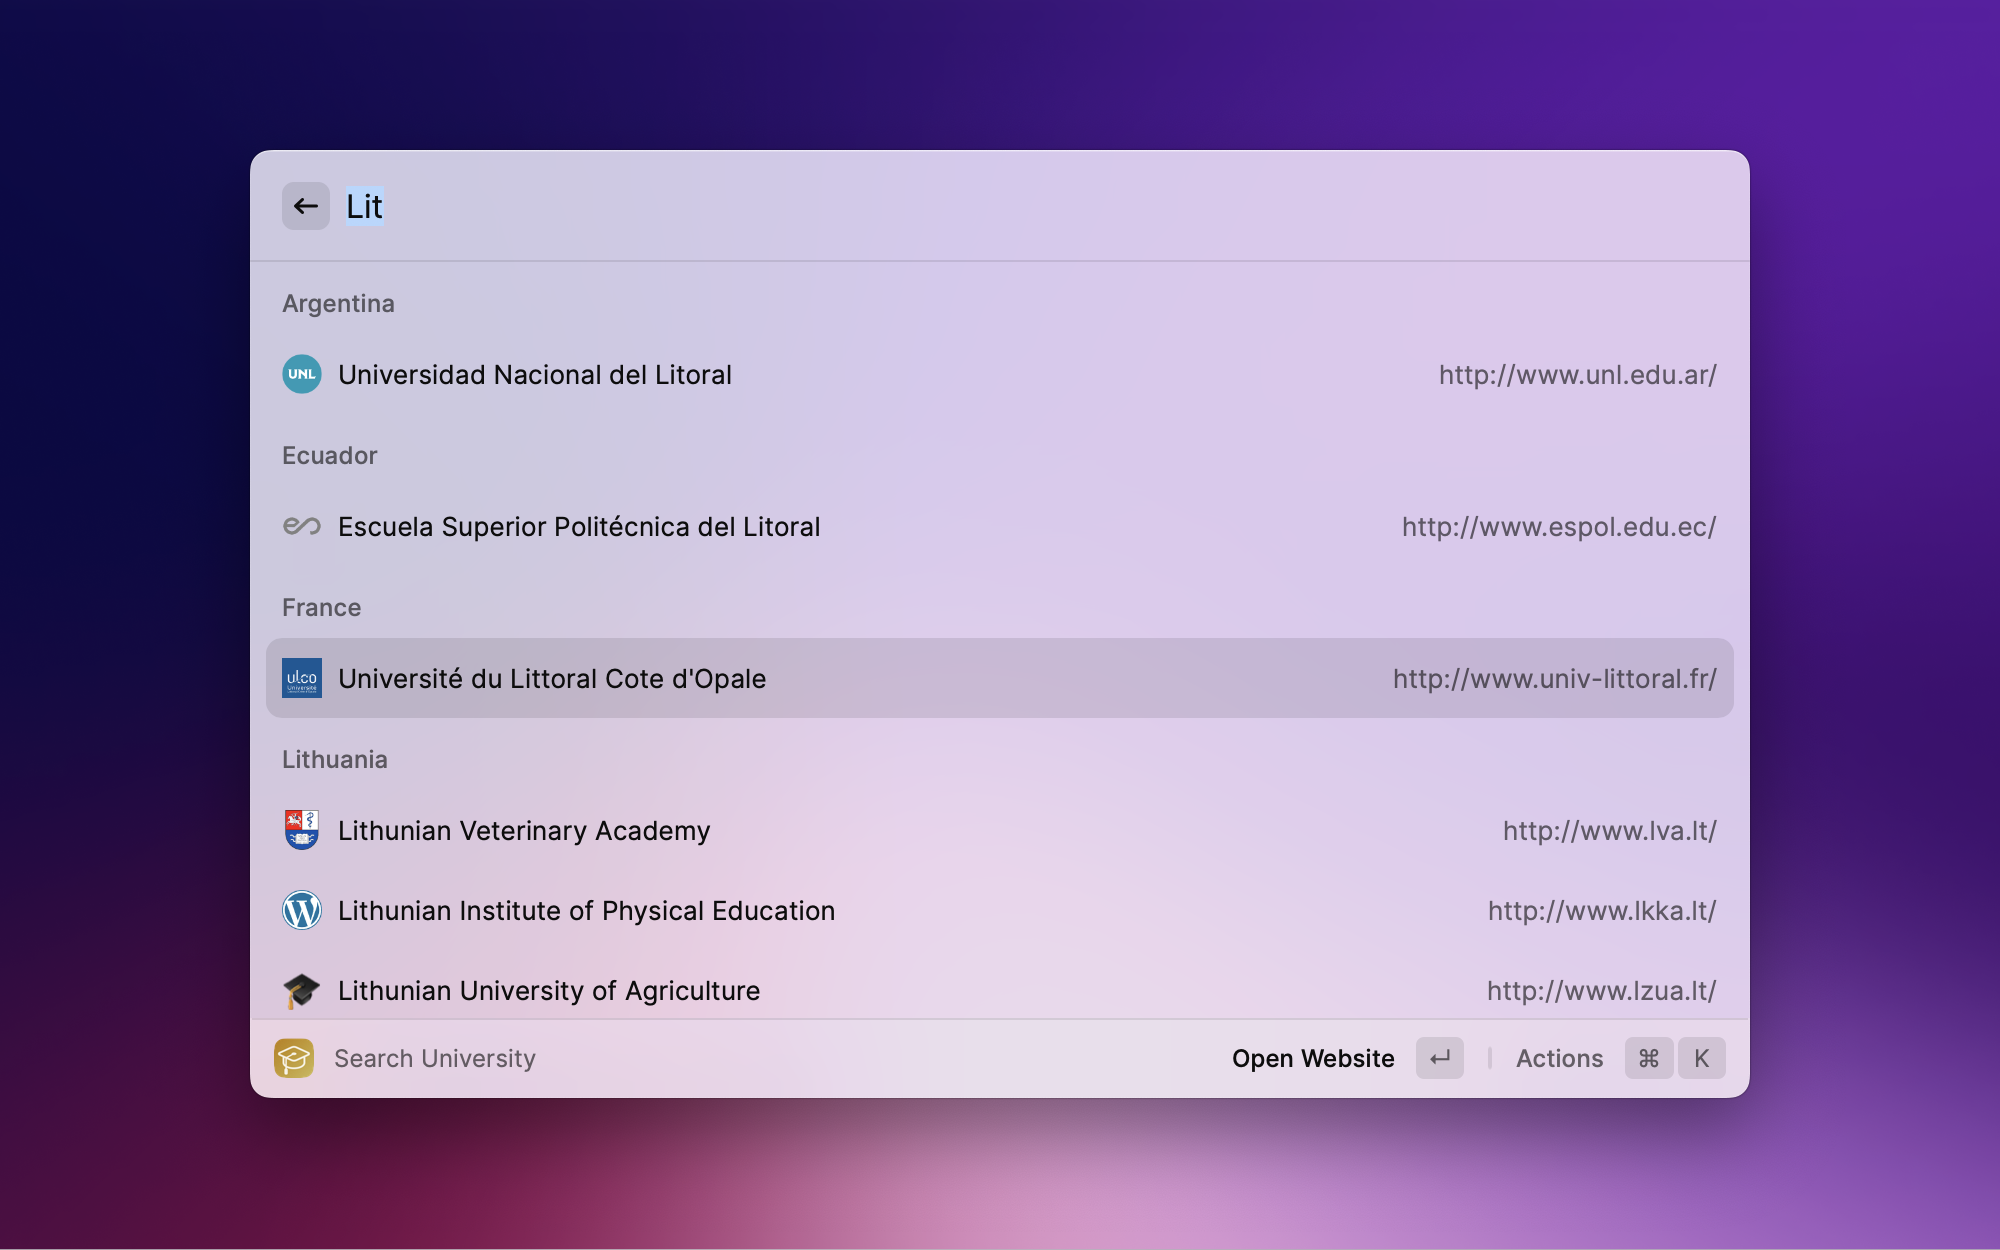 Lit
Argentina
UNL Universidad Nacional del Litoral http://www.unl.edu.ar/
Ecuador
Escuela Superior Politécnica del Litoral http://www.espol.edu.ec/
France
ulco Université du Littoral Cote d'Opale http://www.univ-littoral.fr/
Lithuania
Lithunian Veterinary Academy http://www.lva.lt/
Lithunian Institute of Physical Education http://www.lkka.lt/
Lithunian University of Agriculture http://www.lzua.lt/
Search University Open Website ↵ Actions ⌘ K